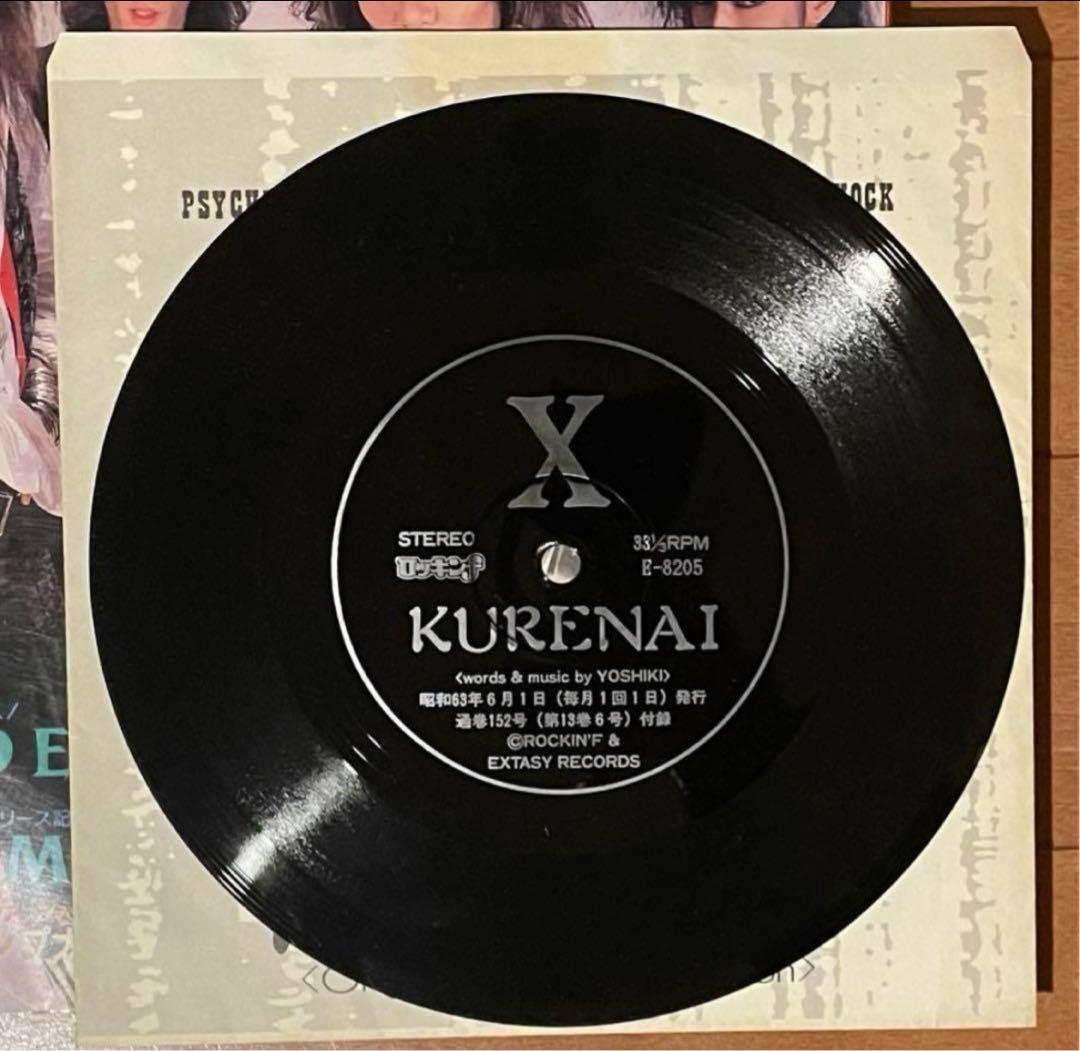 X
STEREO 33⅓RPM
ロッキンf E-8205
KURENAI
〈words & music by YOSHIKI〉
昭和63年6月1日(毎月1回1日)発行
通巻152号(第13巻6号)付録
©ROCKIN'F &
EXTASY RECORDS